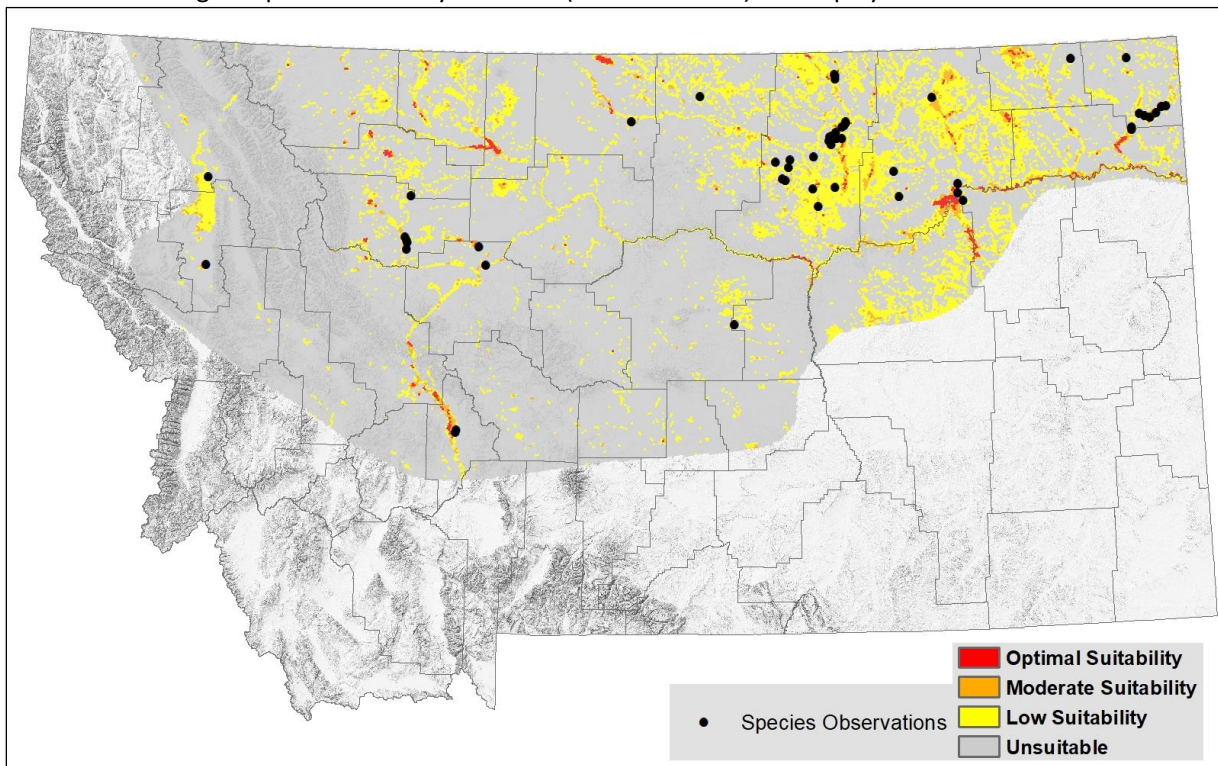 Species Observations
Optimal Suitability
Moderate Suitability
Low Suitability
Unsuitable